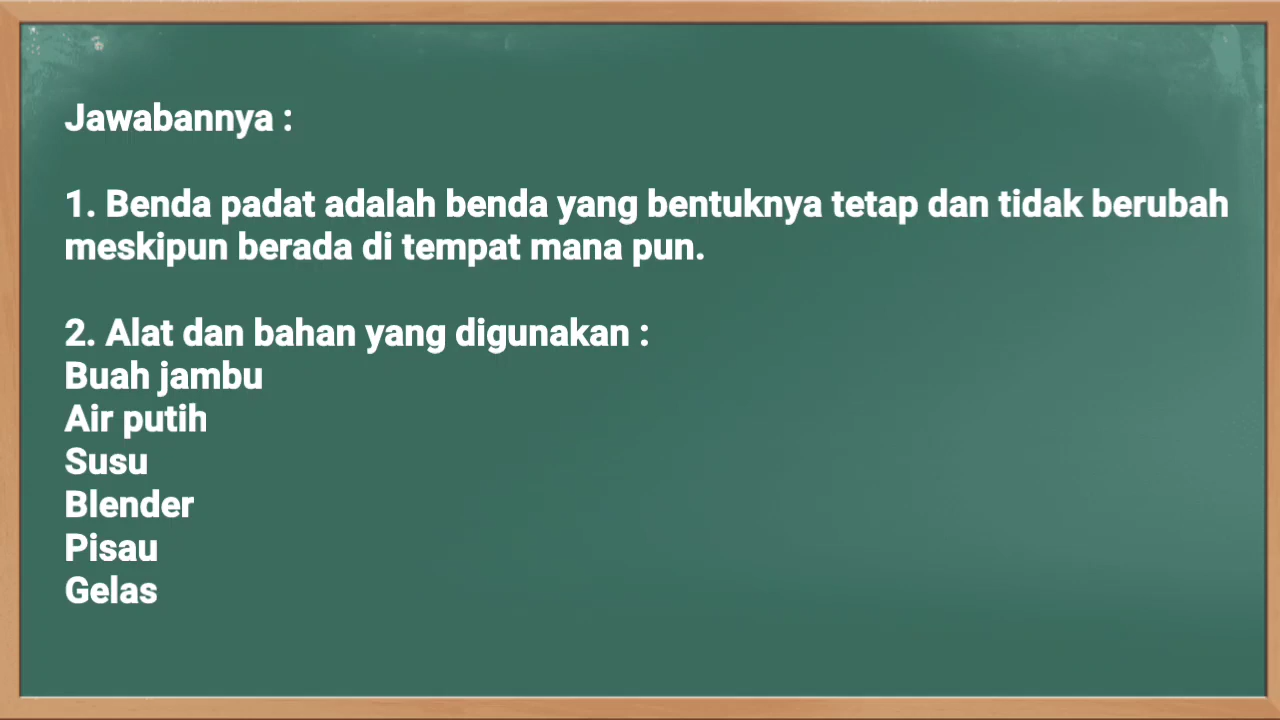 Jawabannya :
1. Benda padat adalah benda yang bentuknya tetap dan tidak berubah
meskipun berada di tempat mana pun.
2. Alat dan bahan yang digunakan :
Buah jambu
Air putih
Susu
Blender
Pisau
Gelas